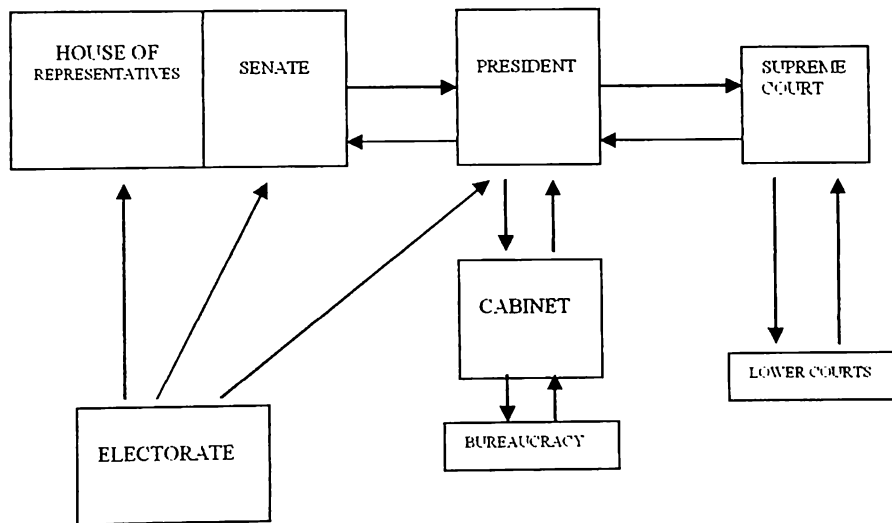 HOUSE OF
REPRESENTATIVES
SENATE
PRESIDENT
SUPREME
COURT
CABINET
LOWER COURTS
ELECTORATE
BUREAUCRACY